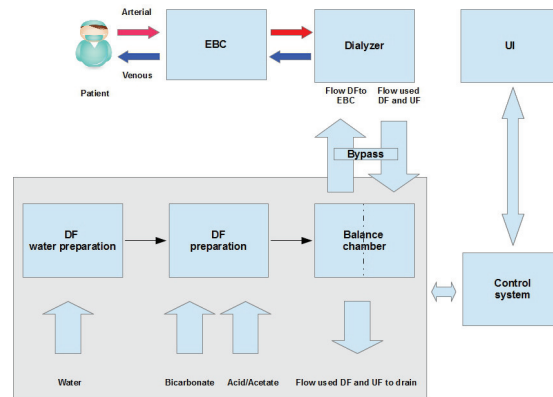 Arterial
Venous
Patient
EBC
Dialyzer
UI
Flow DFto
EBC
Flow used
DF and UF
Bypass
DF
water preparation
DF
preparation
Balance
chamber
Control
system
Water
Bicarbonate
Acid/Acetate
Flow used DF and UF to drain